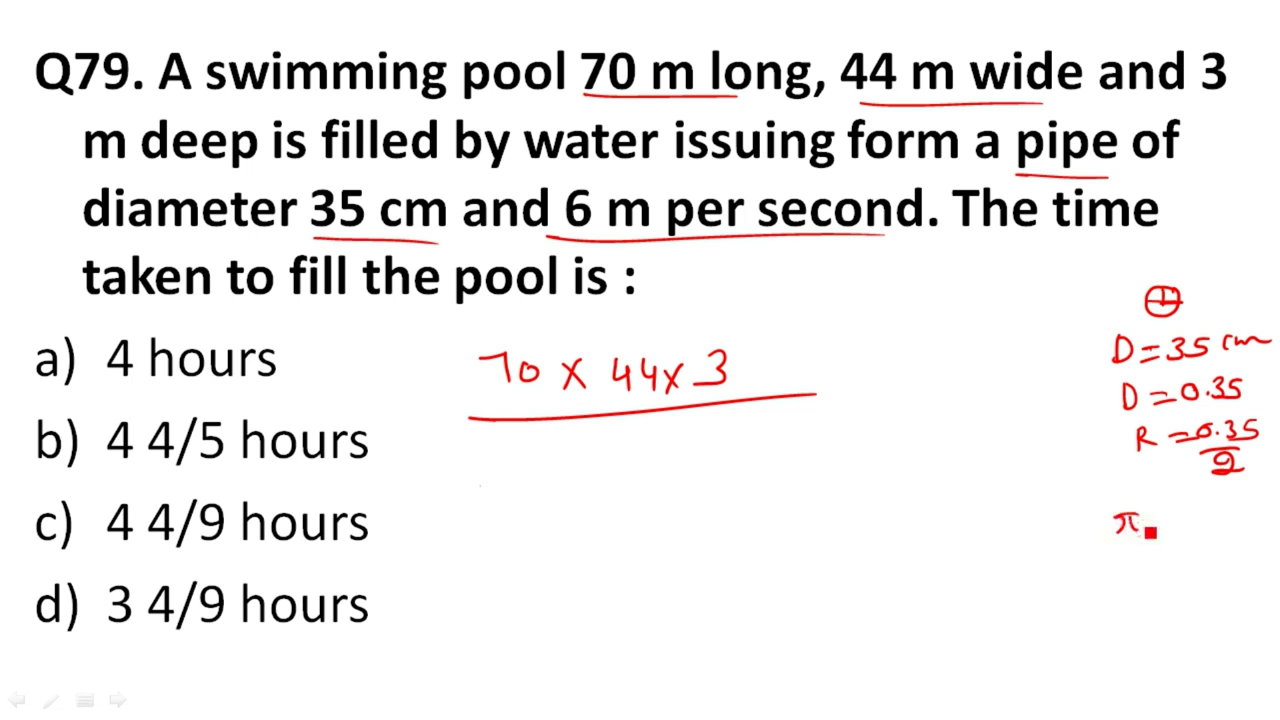 Q79. A swimming pool 70 m long, 44 m wide and 3
m deep is filled by water issuing form a pipe of
diameter 35 cm and 6 m per second. The time
taken to fill the pool is :
a) 4 hours
b) 4 4/5 hours
c) 4 4/9 hours
d) 3 4/9 hours
70 x 44x 3
D = 35 cm
D = 0.35
R = 0.35
2
π